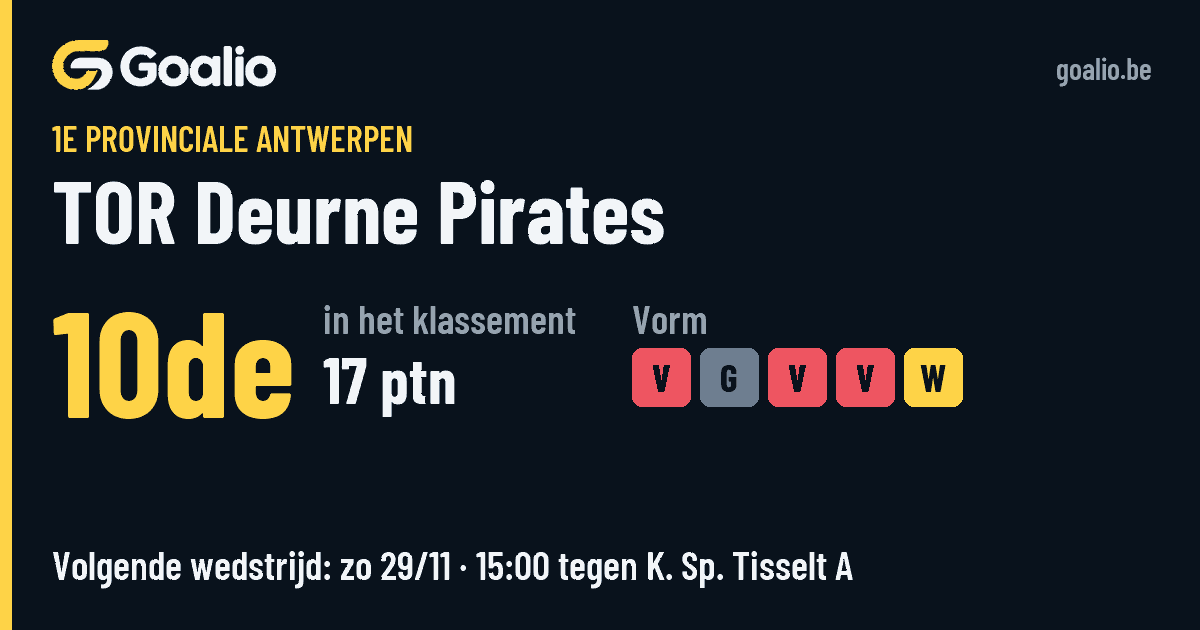 Goalio
goalio.be
1E PROVINCIALE ANTWERPEN
TOR Deurne Pirates
10de
in het klassement
17 ptn
Vorm
V G V V W
Volgende wedstrijd: zo 29/11 · 15:00 tegen K. Sp. Tisselt A